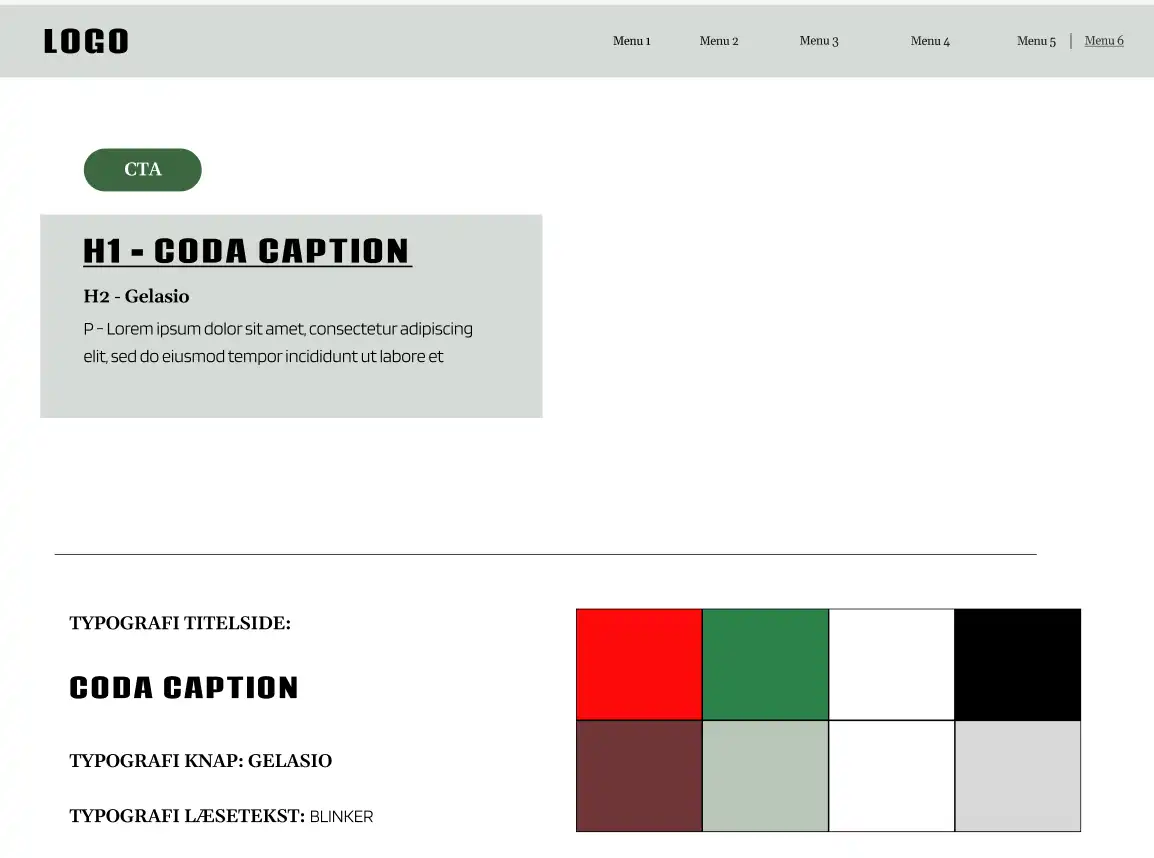 LOGO
Menu 1 Menu 2 Menu 3 Menu 4 Menu 5 | Menu 6
CTA
H1 - CODA CAPTION
H2 - Gelasio
P – Lorem ipsum dolor sit amet, consectetur adipiscing
elit, sed do eiusmod tempor incididunt ut labore et
TYPOGRAFI TITELSIDE:
CODA CAPTION
TYPOGRAFI KNAP: GELASIO
TYPOGRAFI LÆSETEKST: BLINKER